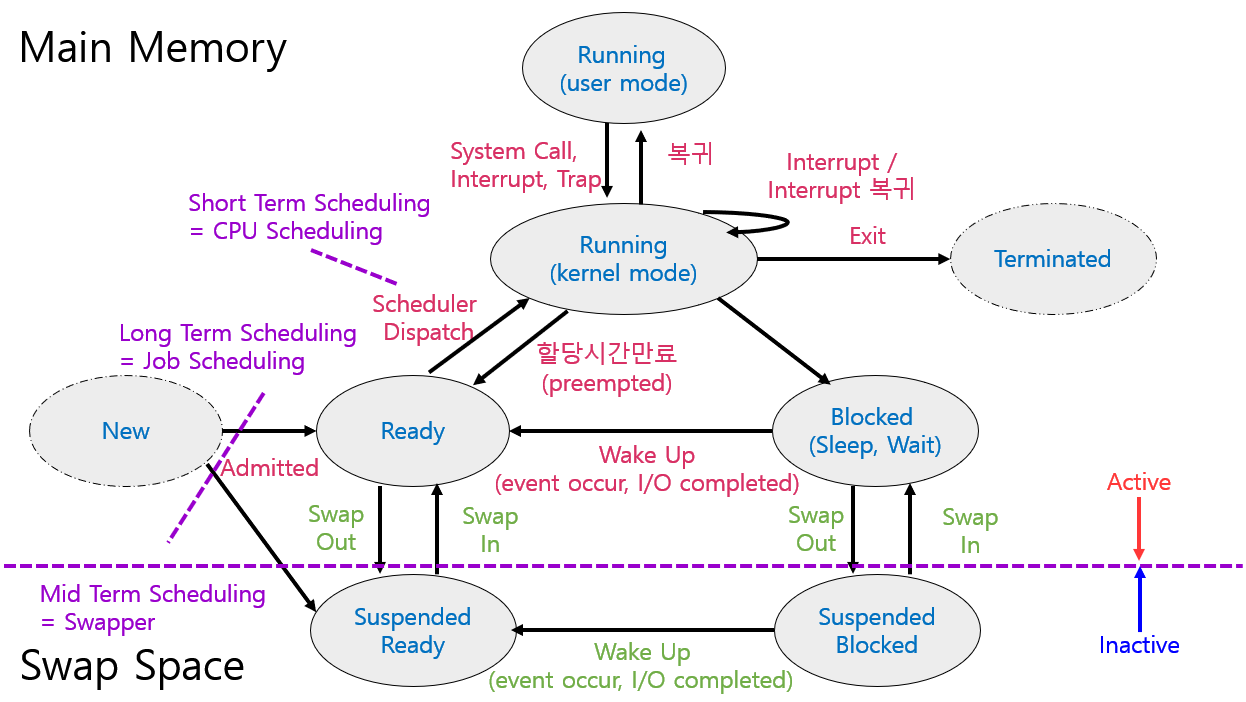 Main Memory
Running
(user mode)
System Call,
Interrupt, Trap
복귀
Interrupt /
Interrupt 복귀
Short Term Scheduling
= CPU Scheduling
Running
(kernel mode)
Exit
Terminated
Scheduler
Dispatch
할당시간만료
(preempted)
Long Term Scheduling
= Job Scheduling
New
Admitted
Ready
Blocked
(Sleep, Wait)
Wake Up
(event occur, I/O completed)
Swap
Out
Swap
In
Swap
Out
Swap
In
Active
Mid Term Scheduling
= Swapper
Swap Space
Suspended
Ready
Suspended
Blocked
Wake Up
(event occur, I/O completed)
Inactive